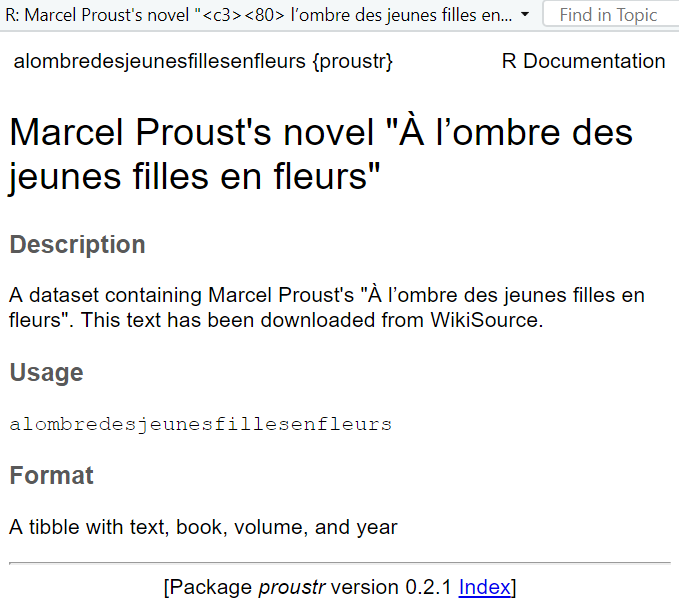 R: Marcel Proust's novel "<c3><80> l’ombre des jeunes filles en... Find in Topic
alombredesjeunesfillesenfleurs {proustr} R Documentation
Marcel Proust's novel "À l’ombre des
jeunes filles en fleurs"
Description
A dataset containing Marcel Proust's "À l’ombre des jeunes filles en
fleurs". This text has been downloaded from WikiSource.
Usage
alombredesjeunesfillesenfleurs
Format
A tibble with text, book, volume, and year
[Package proustr version 0.2.1 Index]